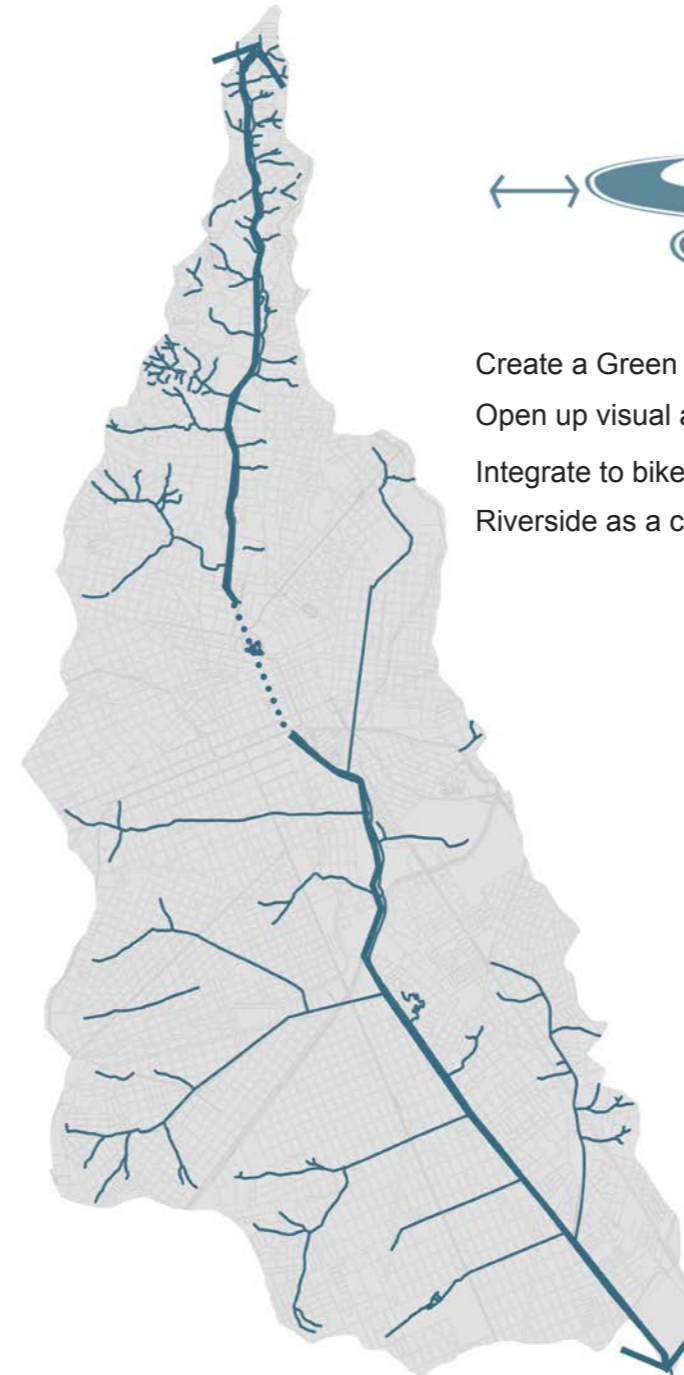 Create a Green
Open up visual a
Integrate to bike
Riverside as a c